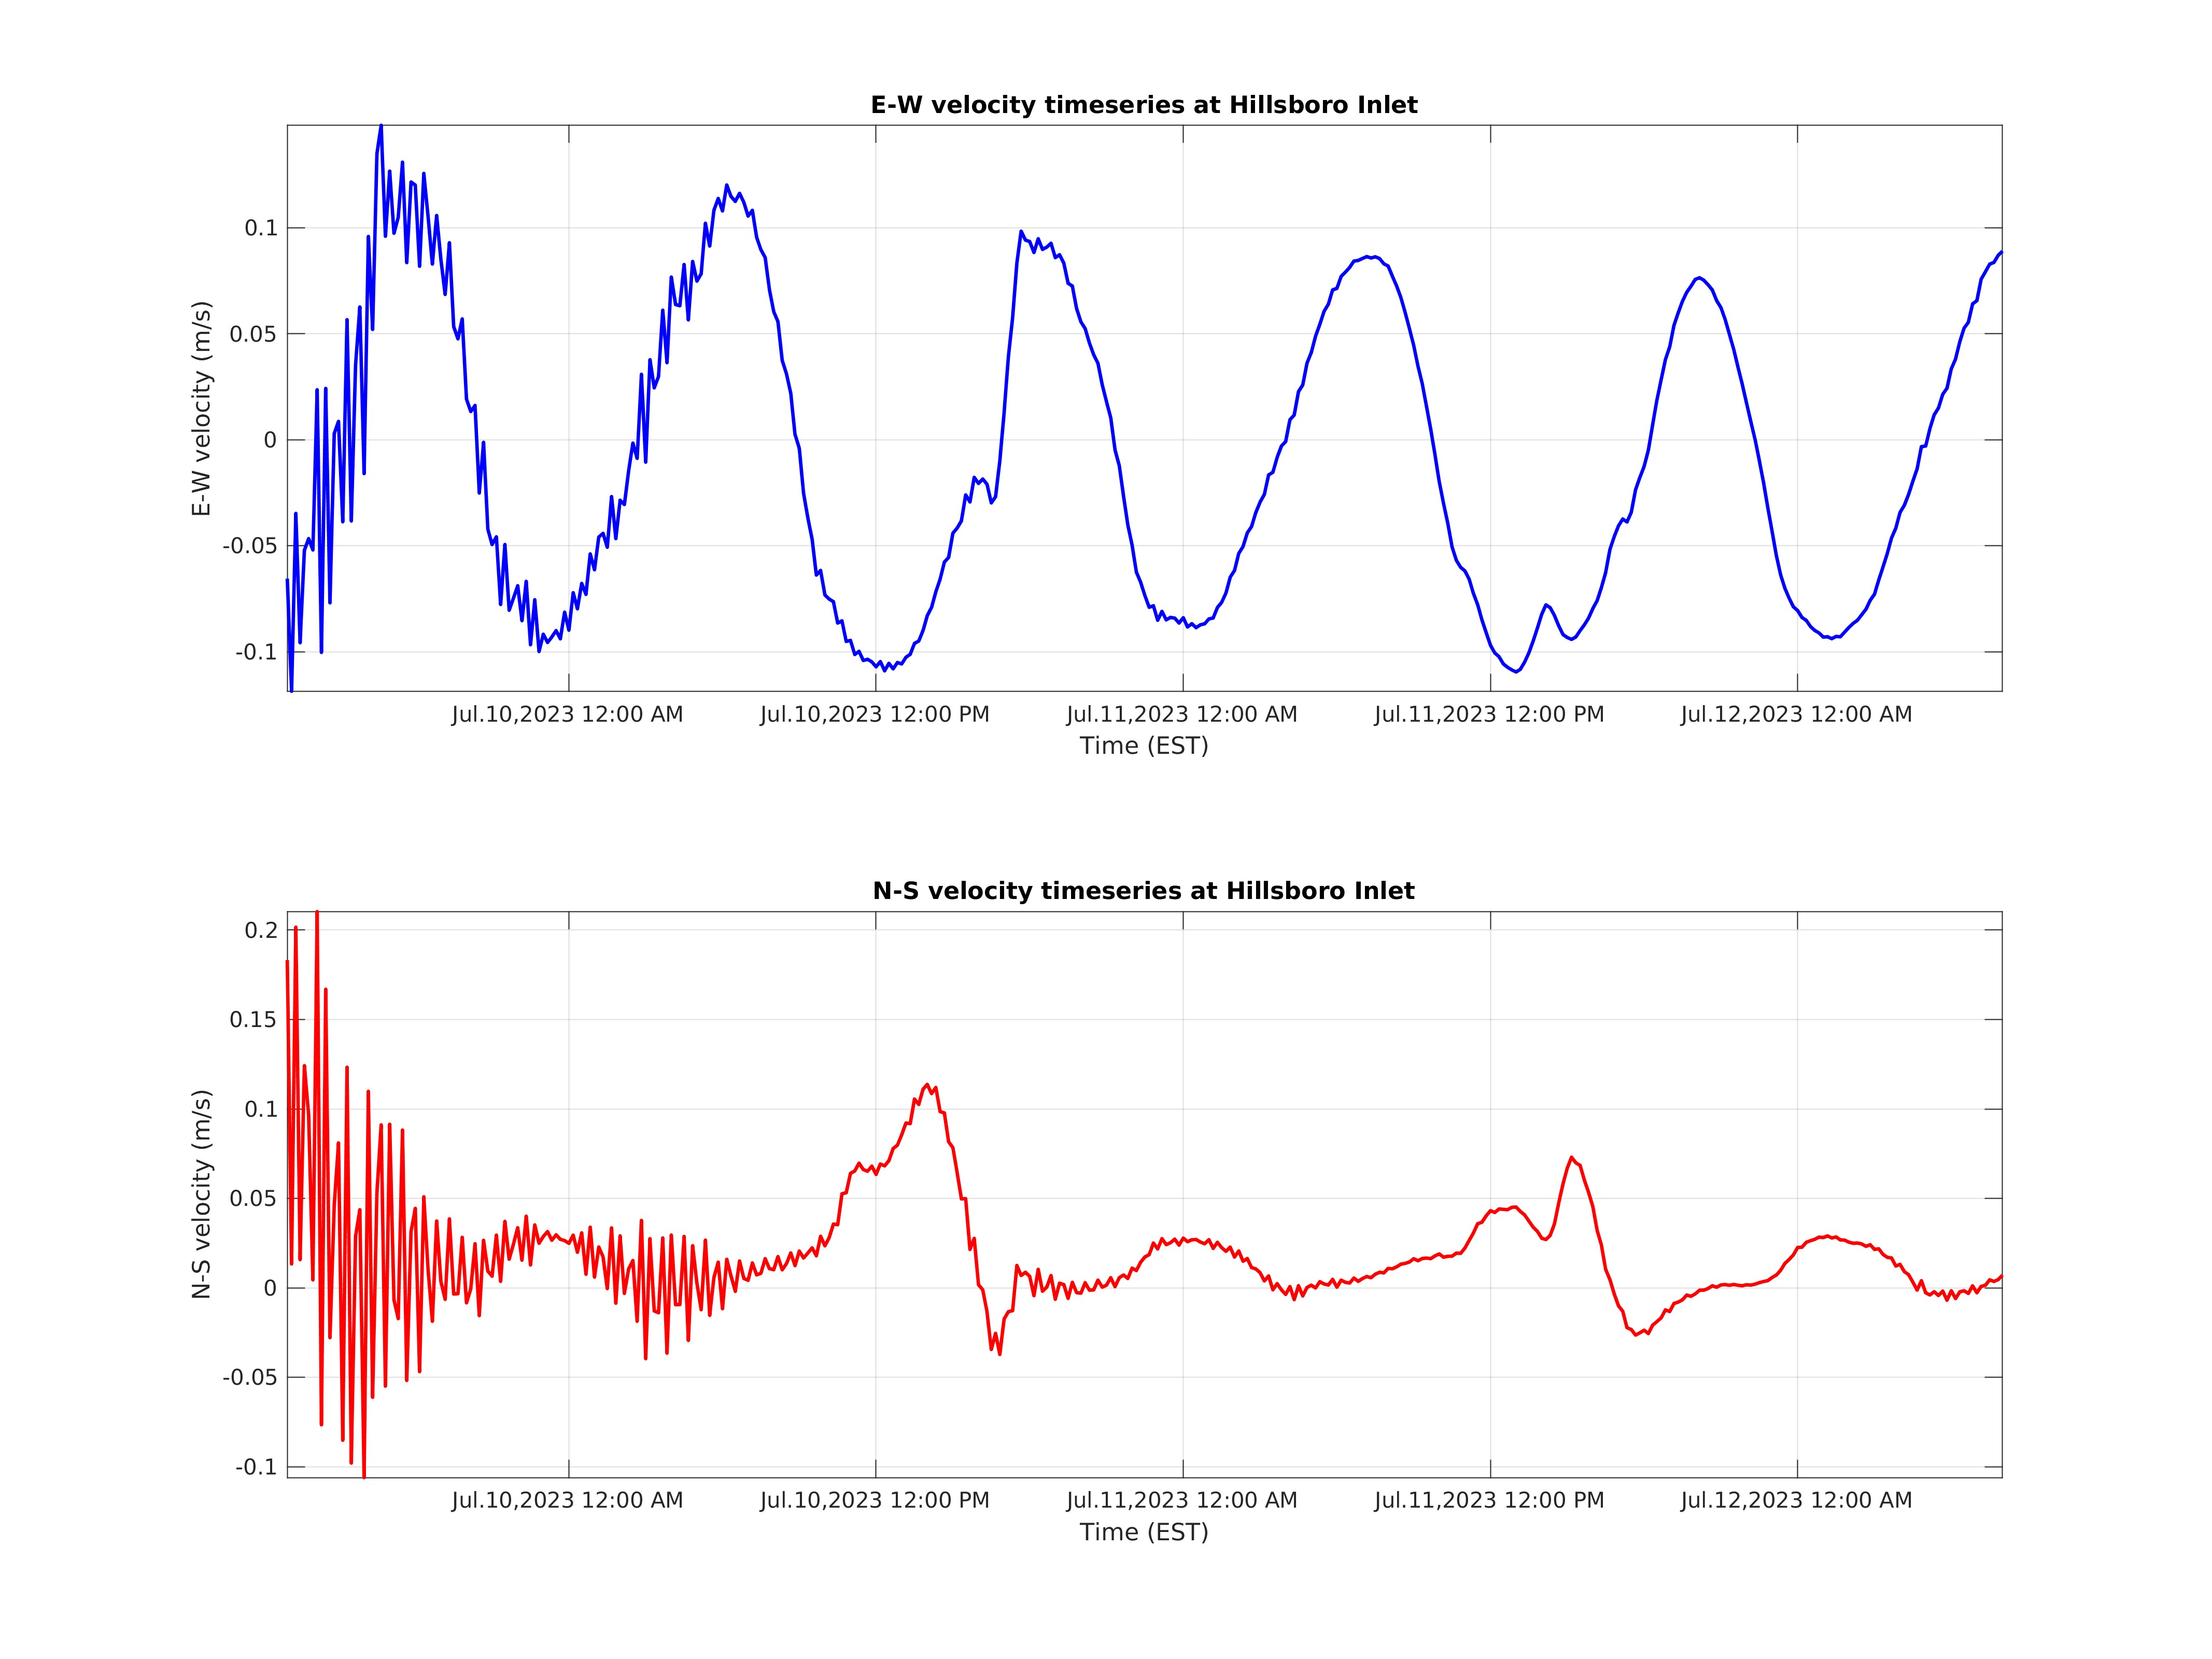 E-W velocity timeseries at Hillsboro Inlet
E-W velocity (m/s)
0.1
0.05
0
-0.05
-0.1
Jul.10,2023 12:00 AM
Jul.10,2023 12:00 PM
Jul.11,2023 12:00 AM
Jul.11,2023 12:00 PM
Jul.12,2023 12:00 AM
Time (EST)
N-S velocity timeseries at Hillsboro Inlet
N-S velocity (m/s)
0.2
0.15
0.1
0.05
0
-0.05
-0.1
Jul.10,2023 12:00 AM
Jul.10,2023 12:00 PM
Jul.11,2023 12:00 AM
Jul.11,2023 12:00 PM
Jul.12,2023 12:00 AM
Time (EST)